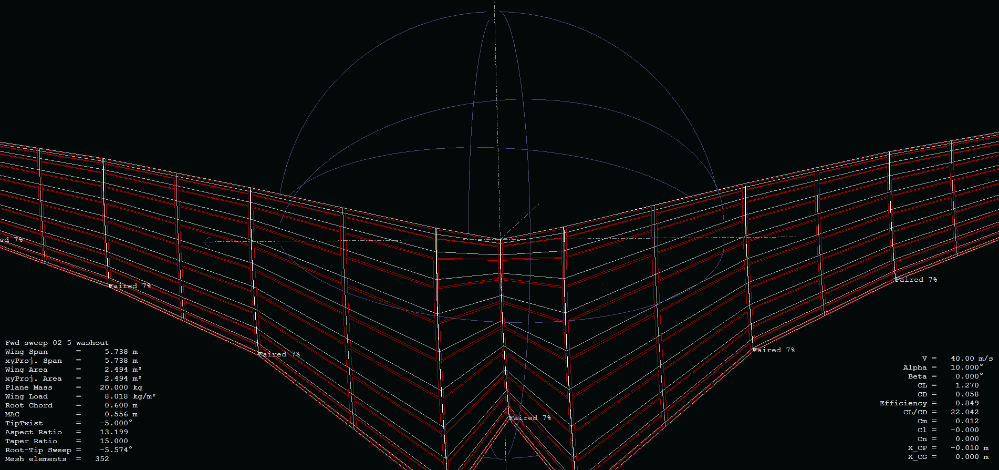 ed 7%
Faired 7%
Faired 7%
Faired 7%
Faired 7%
Faired 7%
Fwd sweep 02 5 washout
Wing Span = 5.738 m
xyProj. Span = 5.738 m
Wing Area = 2.494 m²
xyProj. Area = 2.494 m²
Plane Mass = 20.000 kg
Wing Load = 8.018 kg/m²
Root Chord = 0.600 m
MAC = 0.556 m
TipTwist = -5.000°
Aspect Ratio = 13.199
Taper Ratio = 15.000
Root-Tip Sweep = -5.574°
Mesh elements = 352
V = 40.00 m/s
Alpha = 10.000°
Beta = 0.000°
CL = 1.270
CD = 0.058
Efficiency = 0.849
CL/CD = 22.042
Cm = 0.012
Cl = -0.000
Cn = 0.000
X_CP = -0.010 m
X_CG = 0.000 m